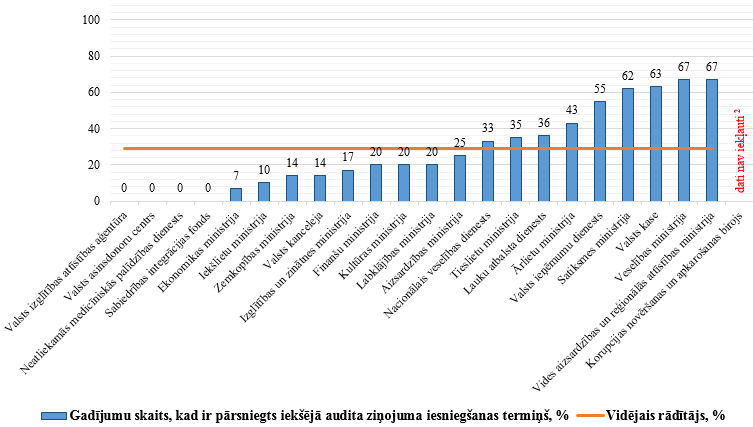 100
80
60
40
20
0
0
0
0
0
7
10
14
14
17
20
20
20
25
33
35
36
43
55
62
63
67
67
dati nav iekļauti 2
Valsts izglītības attīstības aģentūra
Valsts asinsdonoru centrs
Neatliekamās medicīniskās palīdzības dienests
Sabiedrības integrācijas fonds
Ekonomikas ministrija
Iekšlietu ministrija
Zemkopības ministrija
Valsts kanceleja
Izglītības un zinātnes ministrija
Finanšu ministrija
Kultūras ministrija
Labklājības ministrija
Aizsardzības ministrija
Nacionālais veselības dienests
Tieslietu ministrija
Lauku atbalsta dienests
Ārlietu ministrija
Valsts ieņēmumu dienests
Satiksmes ministrija
Valsts kase
Veselības ministrija
Vides aizsardzības un reģionālās attīstības ministrija
Korupcijas novēršanas un apkarošanas birojs
Gadījumu skaits, kad ir pārsniegts iekšējā audita ziņojuma iesniegšanas termiņš, %
Vidējais rādītājs, %